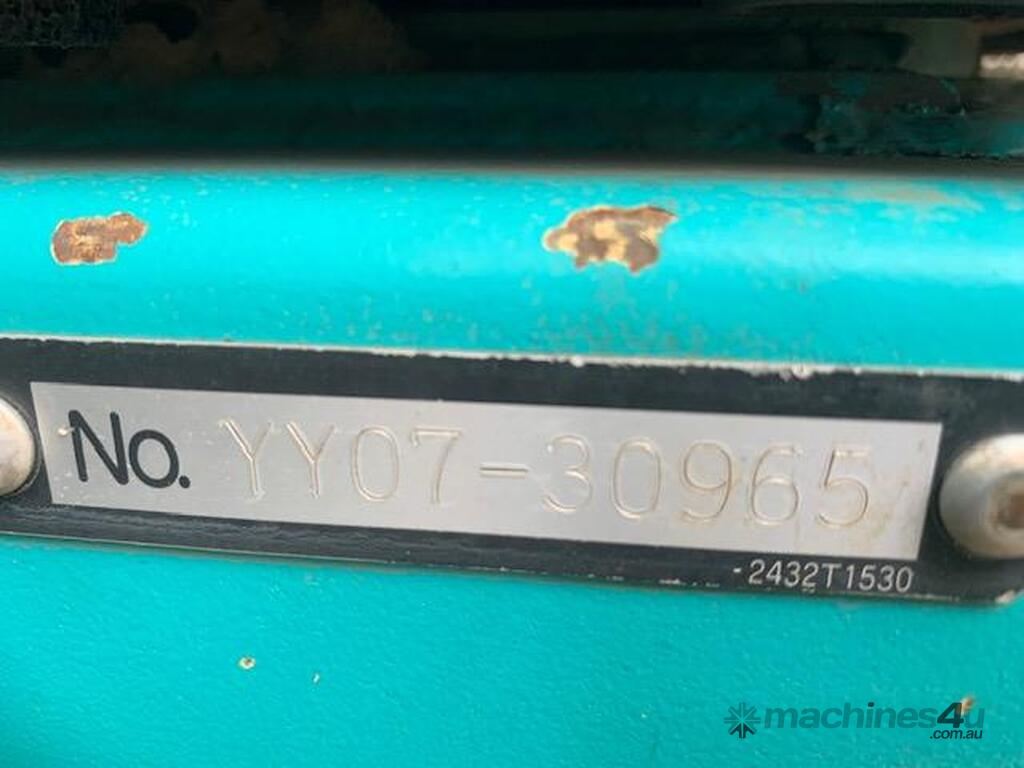 No. YY07-30965
2432T1530
machines4u
.com.au